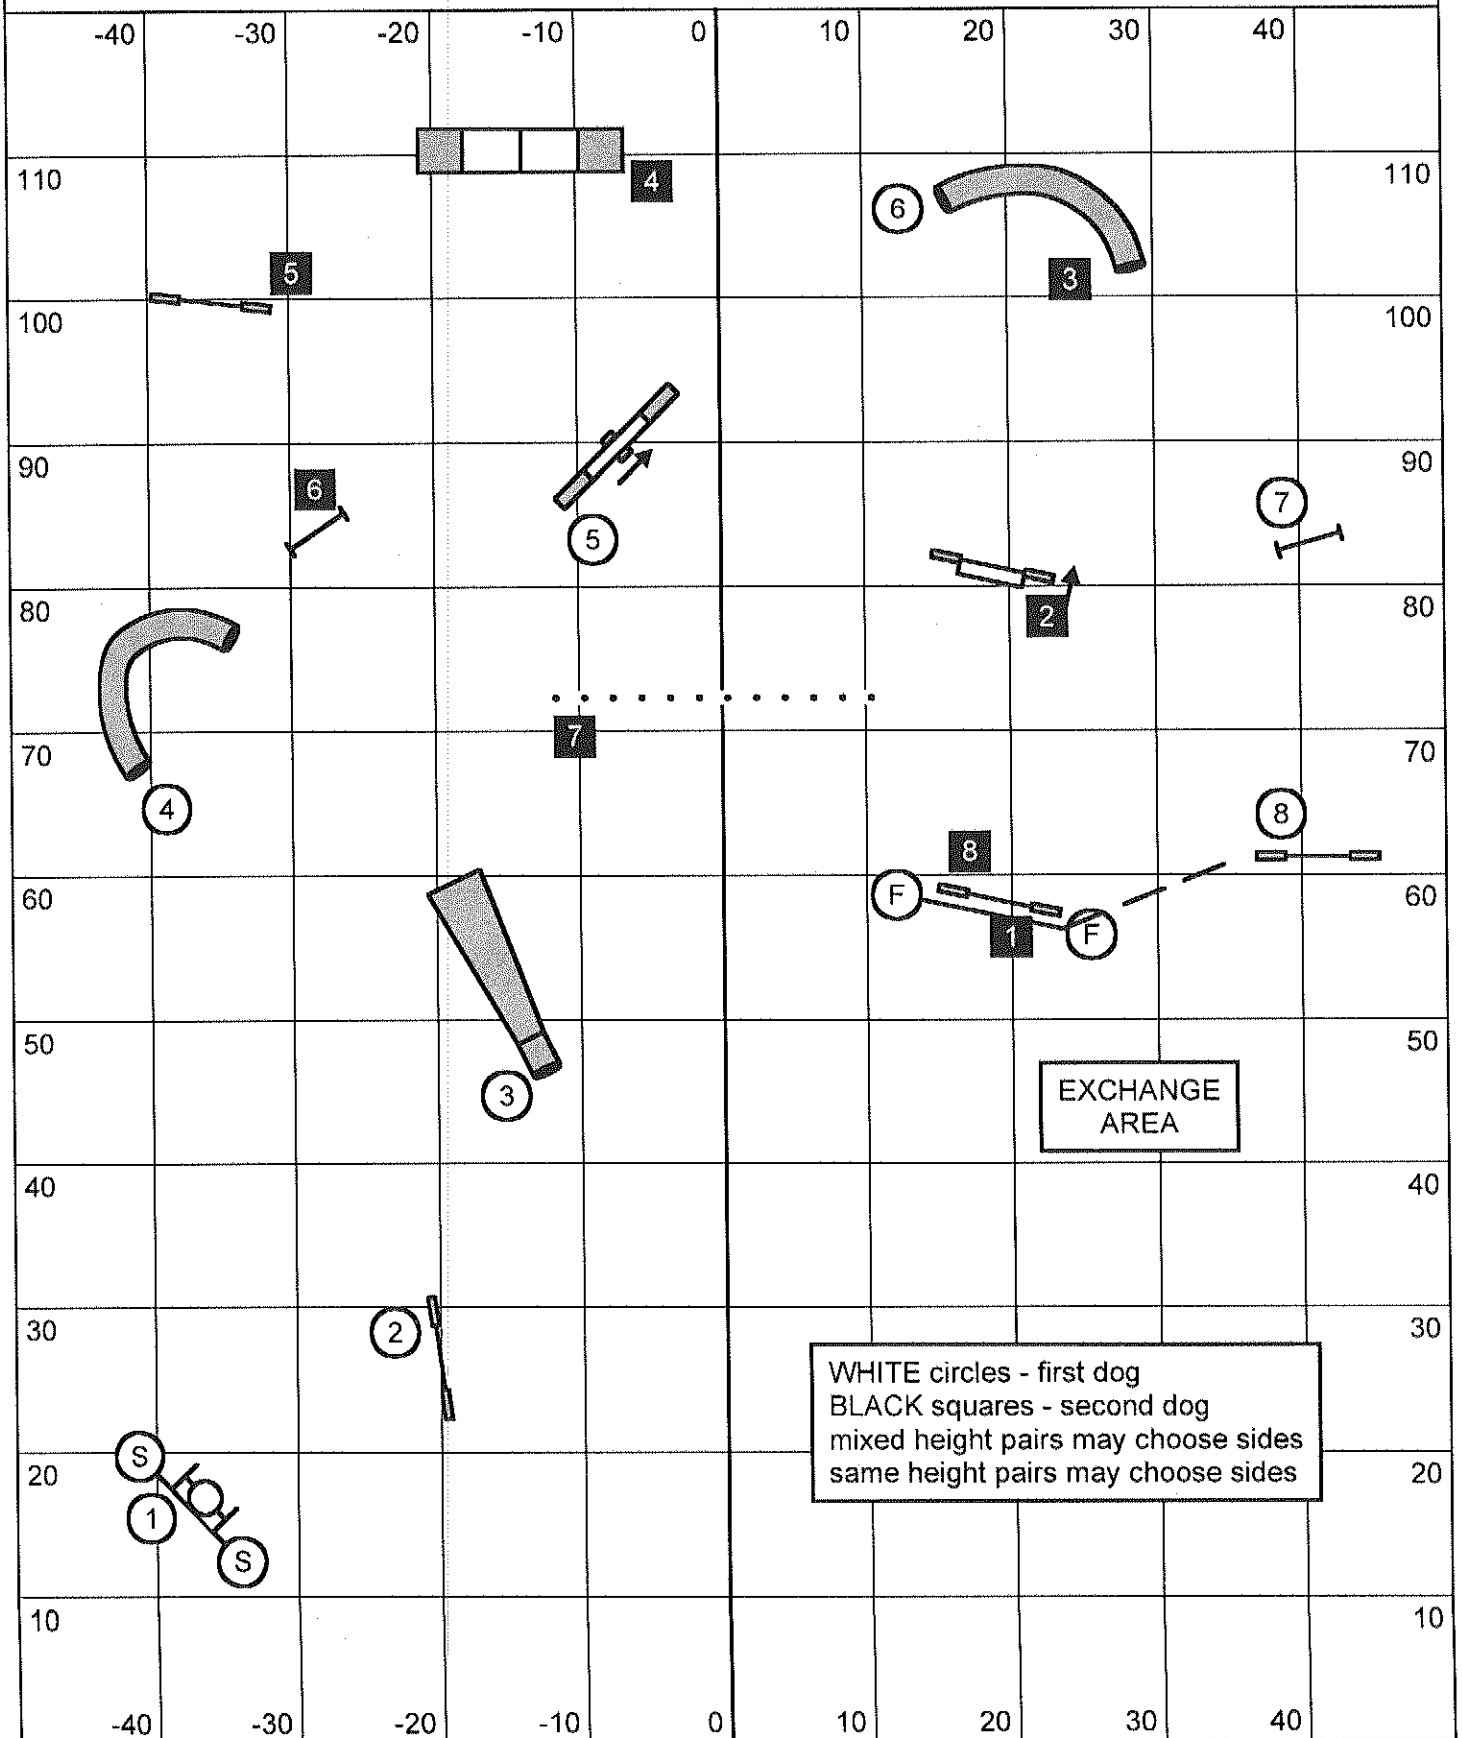 -40 -30 -20 -10 0 10 20 30 40
110 4 6 110
5 3
100 100
90 90
6 7
5
80 2 80
7
70 70
4 8
8
60 F 60
1 F
50 50
EXCHANGE
3
AREA
40 40
30 2 30
WHITE circles - first dog
BLACK squares - second dog
mixed height pairs may choose sides
S
20 same height pairs may choose sides 20
1
S
10 10
-40 -30 -20 -10 0 10 20 30 40